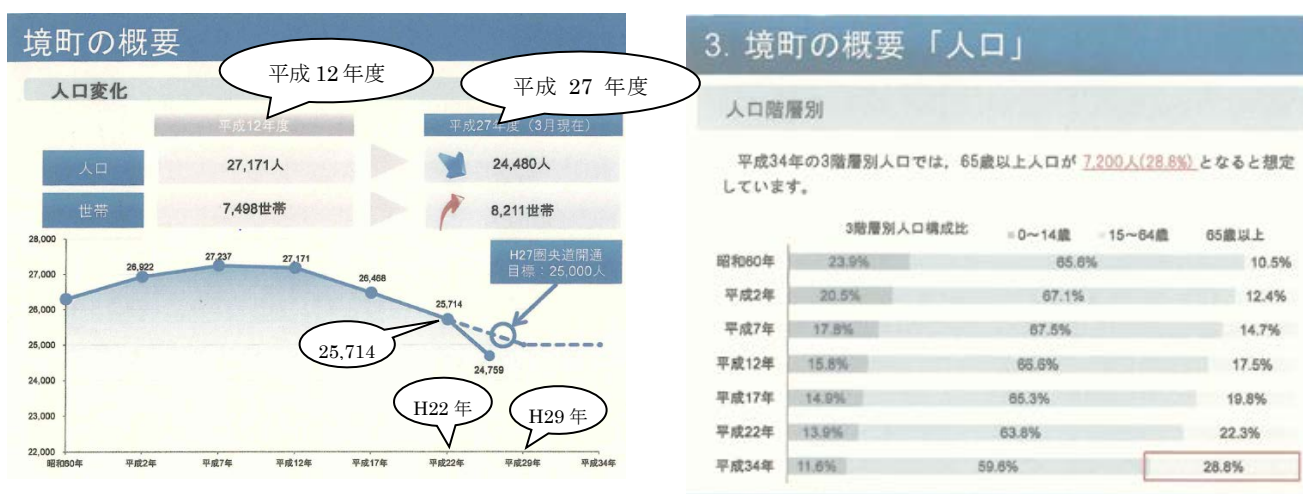 境町の概要
平成12年度
平成 27 年度
人口変化
平成12年度
平成27年度（3月現在）
人口
27,171人
24,480人
世帯
7,498世帯
8,211世帯
28,000
27,000
26,000
25,000
24,000
23,000
22,000
26,922
27,237
27,171
26,468
25,714
24,759
H27圏央道開通
目標：25,000人
25,714
H22年
H29年
昭和60年
平成2年
平成7年
平成12年
平成17年
平成22年
平成29年
平成34年
3. 境町の概要「人口」
人口階層別
平成34年の3階層別人口では，65歳以上人口が 7,200人(28.8%) となると想定
しています。
3階層別人口構成比 0～14歳 15～64歳 65歳以上
昭和60年 23.9% 65.6% 10.5%
平成2年 20.5% 67.1% 12.4%
平成7年 17.8% 67.5% 14.7%
平成12年 15.8% 66.6% 17.5%
平成17年 14.9% 65.3% 19.8%
平成22年 13.9% 63.8% 22.3%
平成34年 11.6% 59.6% 28.8%